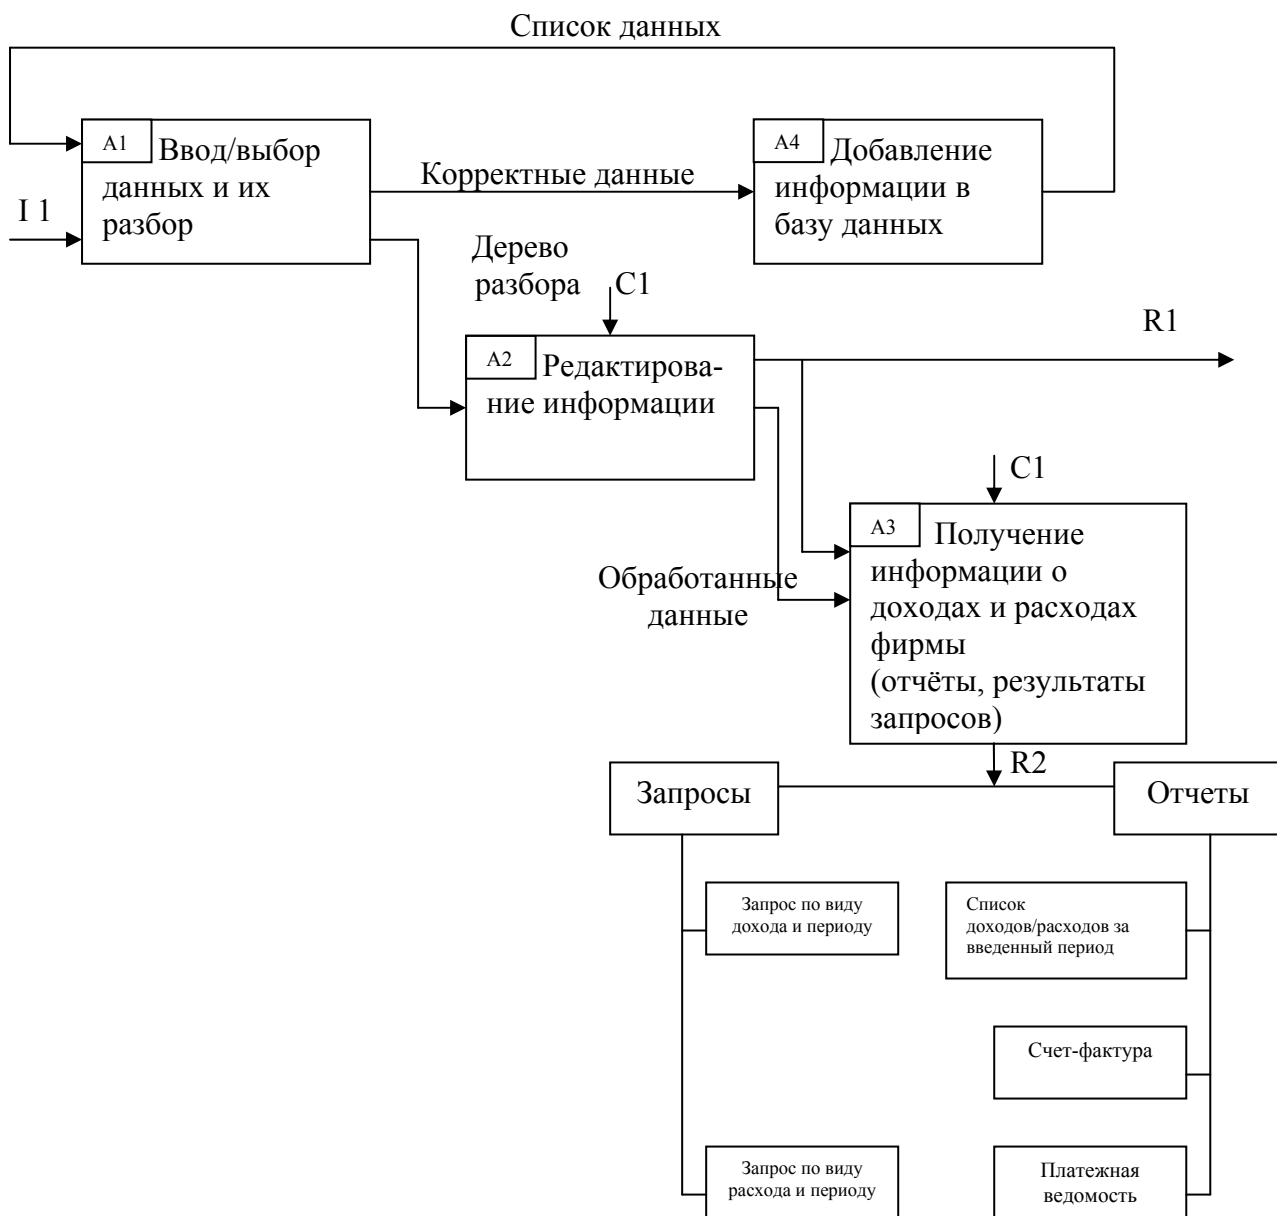 Список данных
A1 Ввод/выбор
данных и их
разбор
I 1
Корректные данные
A4 Добавление
информации в
базу данных
Дерево
разбора
C1
R1
A2 Редактирова-
ние информации
C1
A3 Получение
информации о
доходах и расходах
фирмы
(отчёты, результаты
запросов)
Обработанные
данные
R2
Запросы
Отчеты
Запрос по виду
дохода и периоду
Список
доходов/расходов за
введенный период
Счет-фактура
Запрос по виду
расхода и периоду
Платежная
ведомость